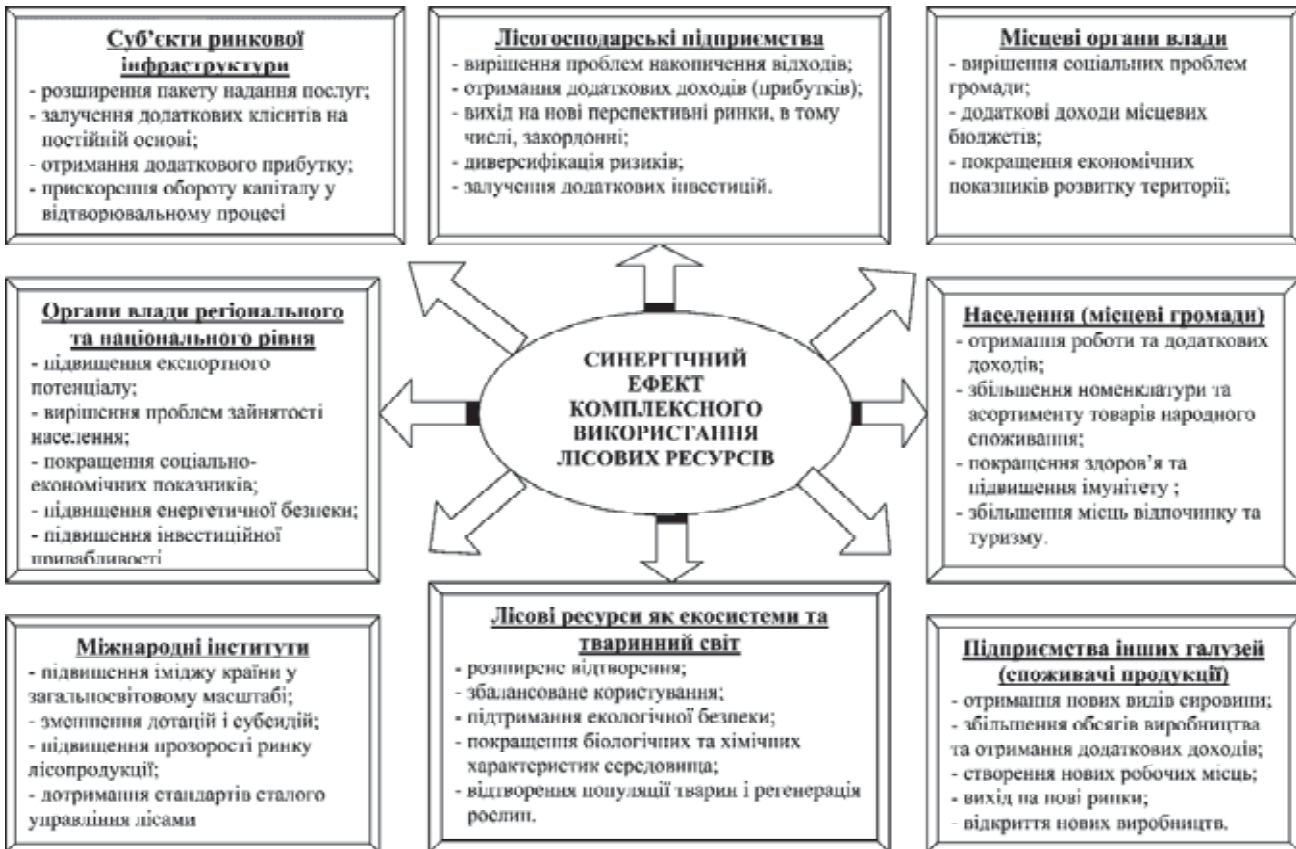 Суб’єкти ринкової
інфраструктури
- розширення пакету надання послуг;
- залучення додаткових клієнтів на
постійній основі;
- отримання додаткового прибутку;
- прискорення обороту капіталу у
відтворювальному процесі
Лісогосподарські підприємства
- вирішення проблем накопичення відходів;
- отримання додаткових доходів (прибутків);
- вихід на нові перспективні ринки, в тому
числі, закордонні;
- диверсифікація ризиків;
- залучення додаткових інвестицій.
Місцеві органи влади
- вирішення соціальних проблем
громади;
- додаткові доходи місцевих
бюджетів;
- покращення економічних
показників розвитку території;
Органи влади регіонального
та національного рівня
- підвищення експортного
потенціалу;
- вирішення проблем зайнятості
населення;
- покращення соціально-
економічних показників;
- підвищення енергетичної безпеки;
- підвищення інвестиційної
привабливості
СИНЕРГІЧНИЙ
ЕФЕКТ
КОМПЛЕКСНОГО
ВИКОРИСТАННЯ
ЛІСОВИХ РЕСУРСІВ
Населення (місцеві громади)
- отримання роботи та додаткових
доходів;
- збільшення номенклатури та
асортименту товарів народного
споживання;
- покращення здоров’я та
підвищення імунітету ;
- збільшення місць відпочинку та
туризму.
Міжнародні інститути
- підвищення іміджу країни у
загальносвітовому масштабі;
- зменшення дотацій і субсидій;
- підвищення прозорості ринку
лісопродукції;
- дотримання стандартів сталого
управління лісами
Лісові ресурси як екосистеми та
тваринний світ
- розширене відтворення;
- збалансоване користування;
- підтримання екологічної безпеки;
- покращення біологічних та хімічних
характеристик середовища;
- відтворення популяції тварин і регенерація
рослин.
Підприємства інших галузей
(споживачі продукції)
- отримання нових видів сировини;
- збільшення обсягів виробництва
та отримання додаткових доходів;
- створення нових робочих місць;
- вихід на нові ринки;
- відкриття нових виробництв.